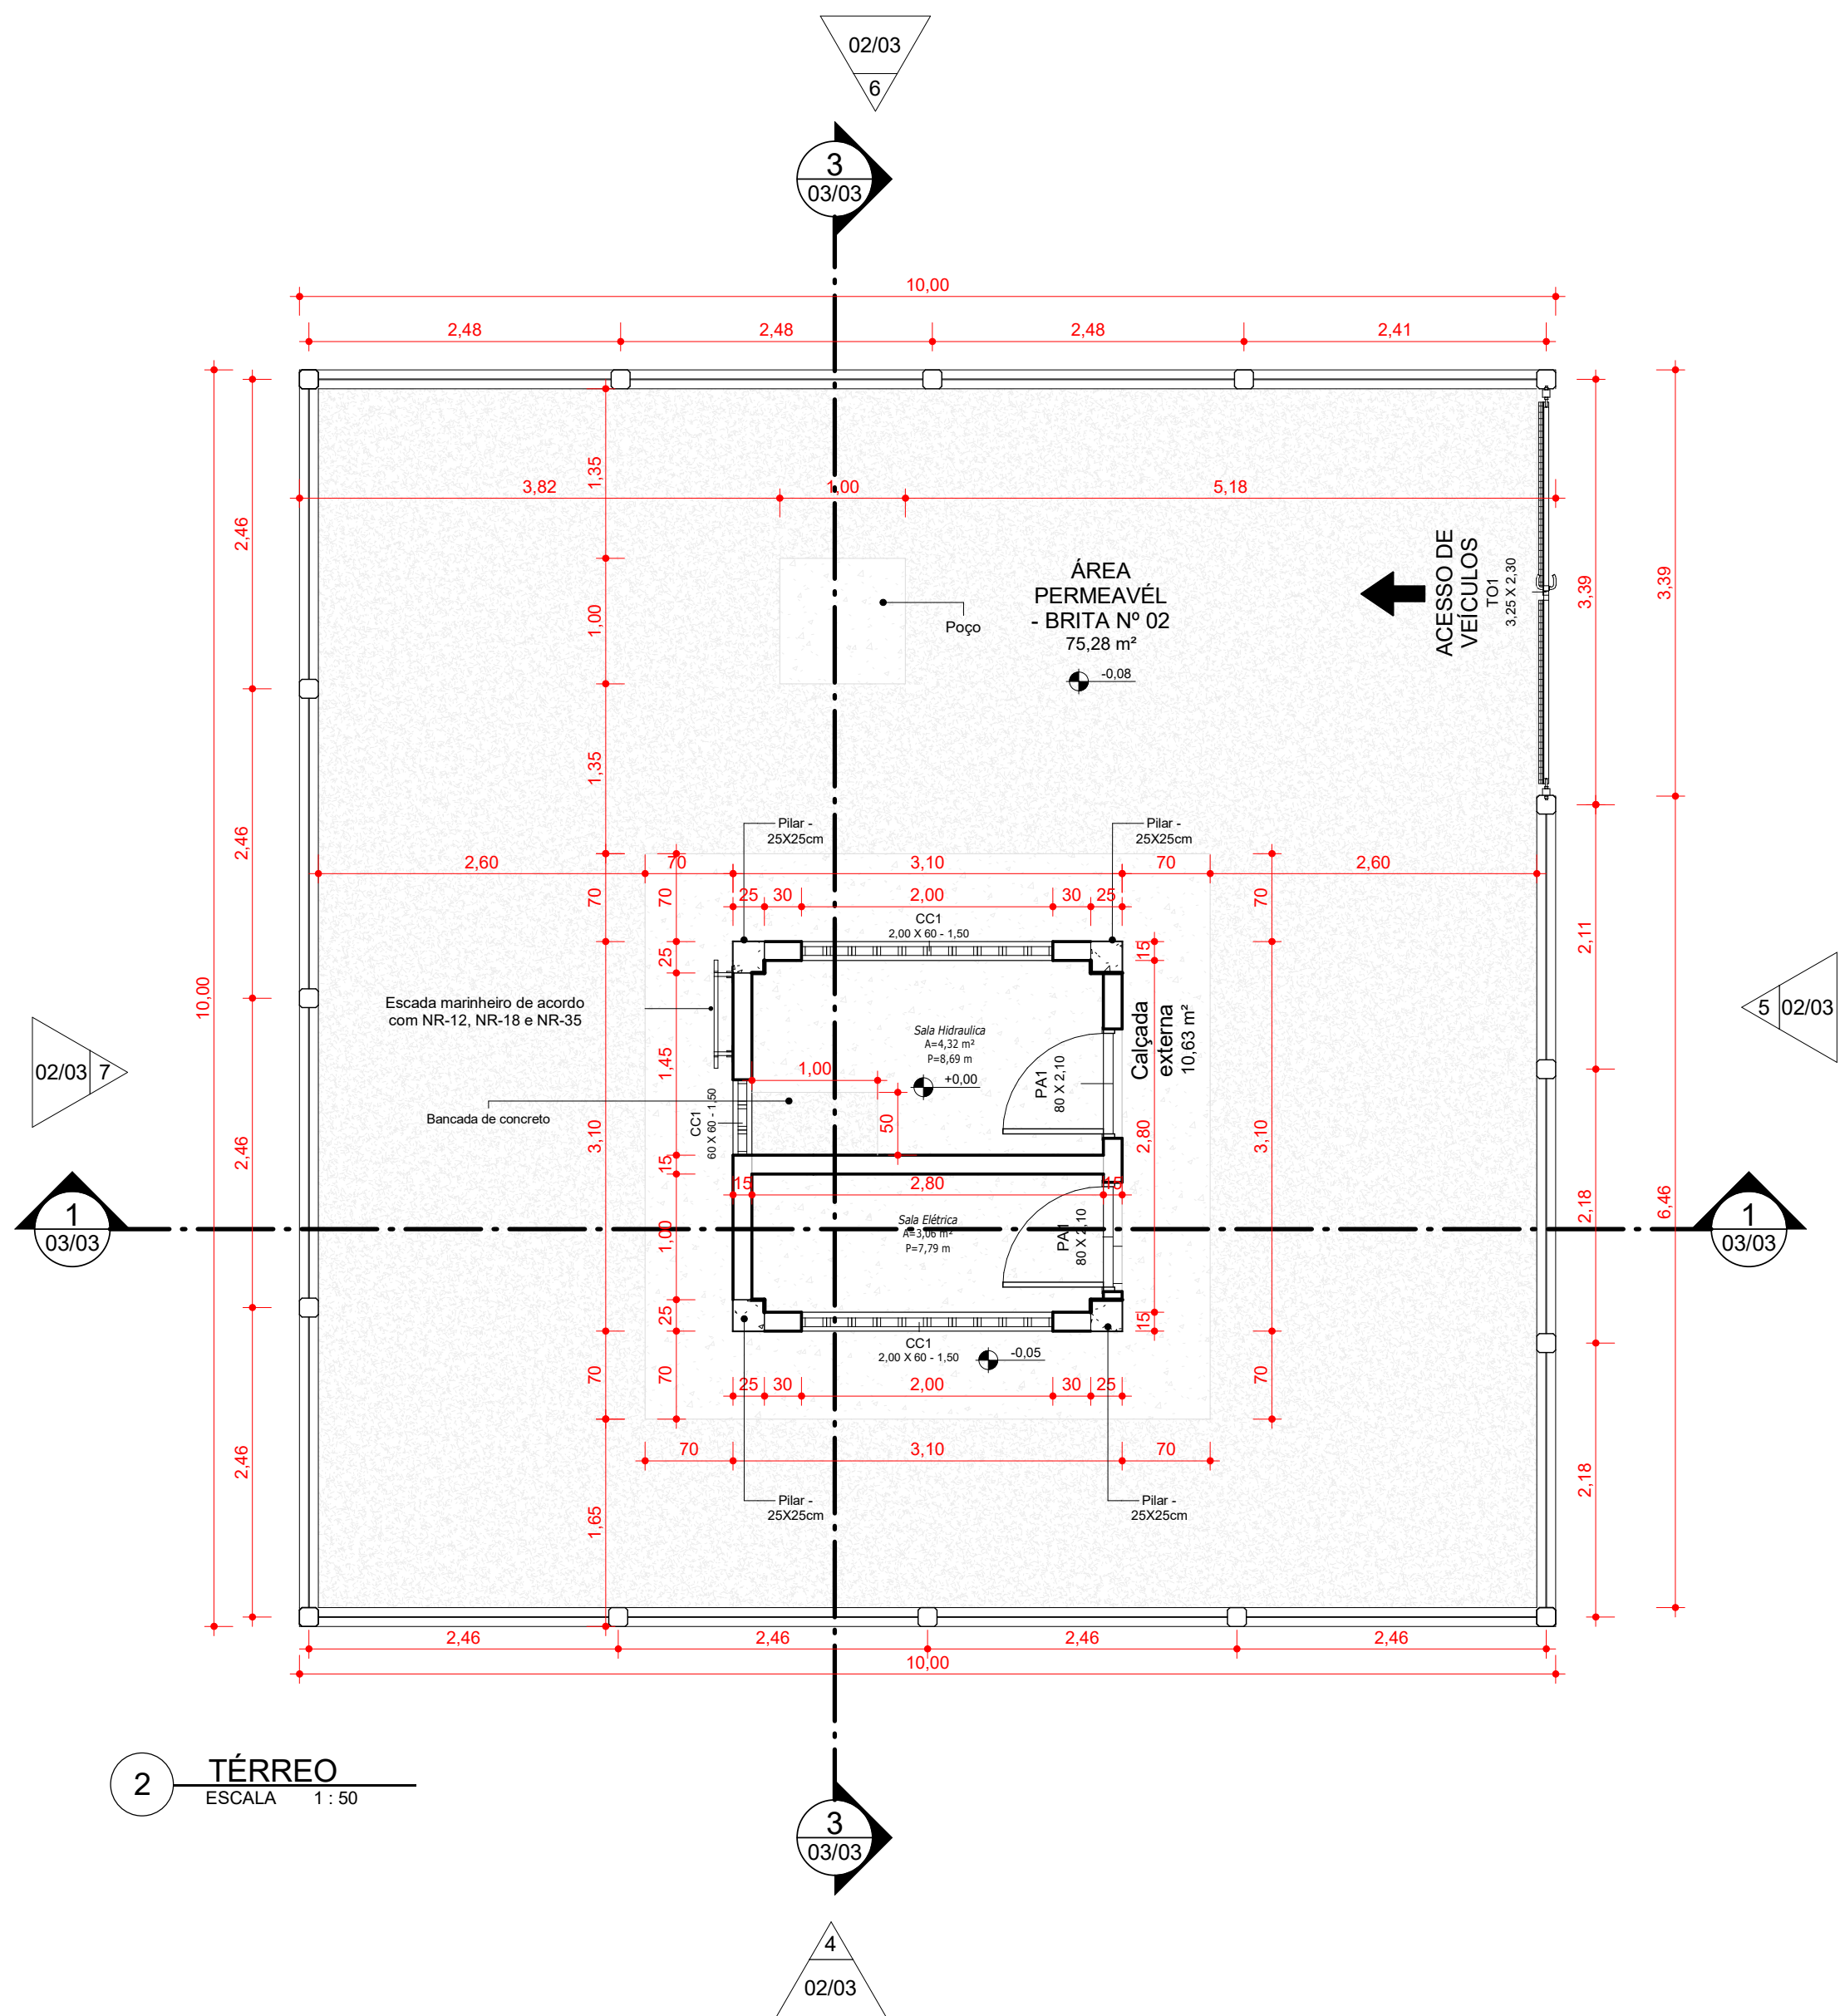 02/03
6
3
03/03
10,00
2,48
2,48
2,48
2,41
3,82
1,00
5,18
1,35
1,00
1,35
70
3,10
70
1,65
10,00
2,46
2,46
2,46
2,46
3,39
2,11
2,18
2,18
3,39
6,46
ÁREA
PERMEAVÉL
- BRITA Nº 02
75,28 m²
-0,08
Poço
ACESSO DE
VEÍCULOS
TO1
3,25 X 2,30
Pilar -
25X25cm
Pilar -
25X25cm
2,60
70
3,10
70
2,60
25
30
2,00
30
25
CC1
2,00 X 60 - 1,50
70
25
1,45
15
1,00
25
70
15
2,80
15
70
3,10
70
Escada marinheiro de acordo
com NR-12, NR-18 e NR-35
Sala Hidraulica
A=4,32 m²
P=8,69 m
+0,00
1,00
50
Bancada de concreto
CC1
60 X 60 - 1,50
PA1
80 X 2,10
Calçada
externa
10,63 m²
02/03
7
5
02/03
15
2,80
15
Sala Elétrica
A=3,06 m²
P=7,79 m
PA1
80 X 2,10
1
03/03
1
03/03
CC1
2,00 X 60 - 1,50
-0,05
25
30
2,00
30
25
70
3,10
70
Pilar -
25X25cm
Pilar -
25X25cm
2,46
2,46
2,46
2,46
10,00
2
TÉRREO
ESCALA 1 : 50
3
03/03
4
02/03